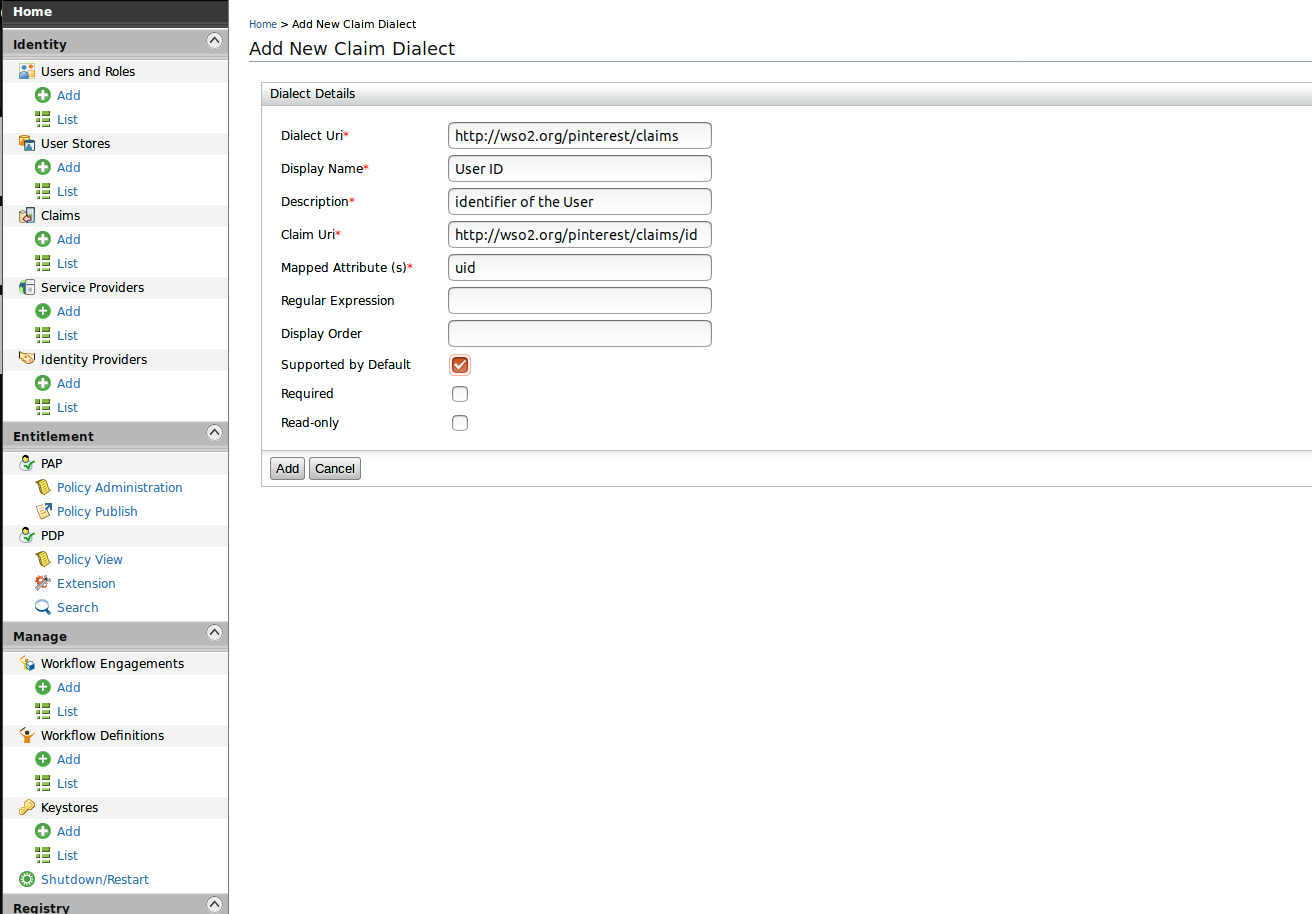 Home
Identity
Users and Roles
Add
List
User Stores
Add
List
Claims
Add
List
Service Providers
Add
List
Identity Providers
Add
List
Entitlement
PAP
Policy Administration
Policy Publish
PDP
Policy View
Extension
Search
Manage
Workflow Engagements
Add
List
Workflow Definitions
Add
List
Keystores
Add
List
Shutdown/Restart
Registry
Home > Add New Claim Dialect
Add New Claim Dialect
Dialect Details
Dialect Uri* http://wso2.org/pinterest/claims
Display Name* User ID
Description* identifier of the User
Claim Uri* http://wso2.org/pinterest/claims/id
Mapped Attribute (s)* uid
Regular Expression
Display Order
Supported by Default
Required
Read-only
Add Cancel